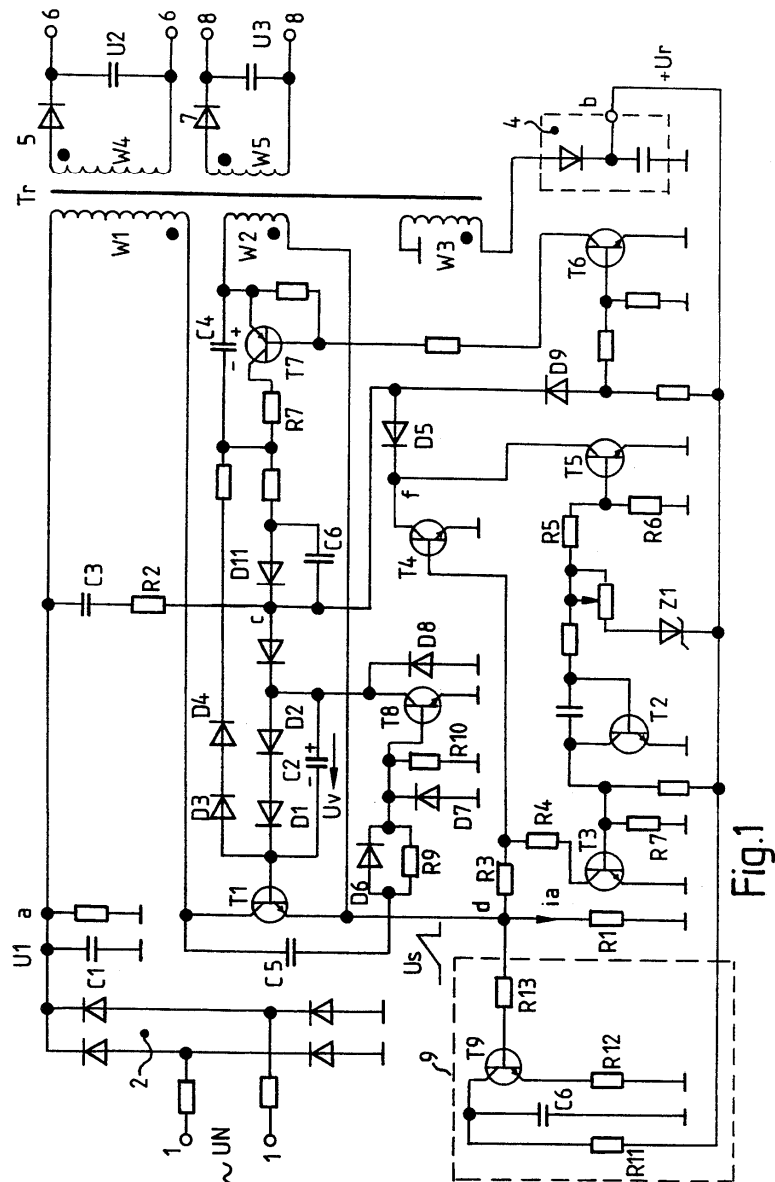 Tr
5
6
6
8
8
U2
U3
7
W4
W5
W1
W2
W3
4
b
+Ur
U1
a
C1
2
1
~UN
1
C3
R2
C4
- +
T7
R7
T6
D9
D5
f
T4
T5
R5
R6
D11
C6
c
D4
D3
D2
D1
C2
- +
Uv
D8
T8
R10
D7
D6
R9
T1
C5
Us
d
ia
R1
R3
R4
T3
R7
T2
Z1
9
T9
R13
R12
C6
R11
Fig.1